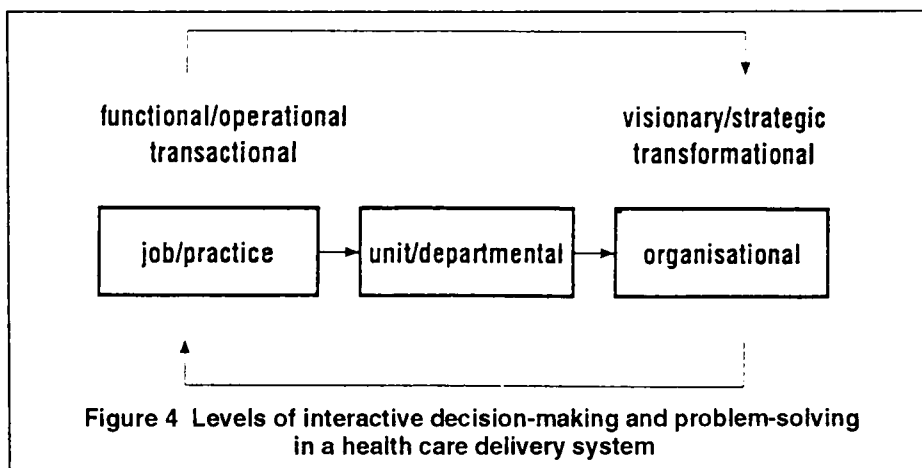 functional/operational
transactional
visionary/strategic
transformational
job/practice
unit/departmental
organisational
Figure 4 Levels of interactive decision-making and problem-solving
in a health care delivery system